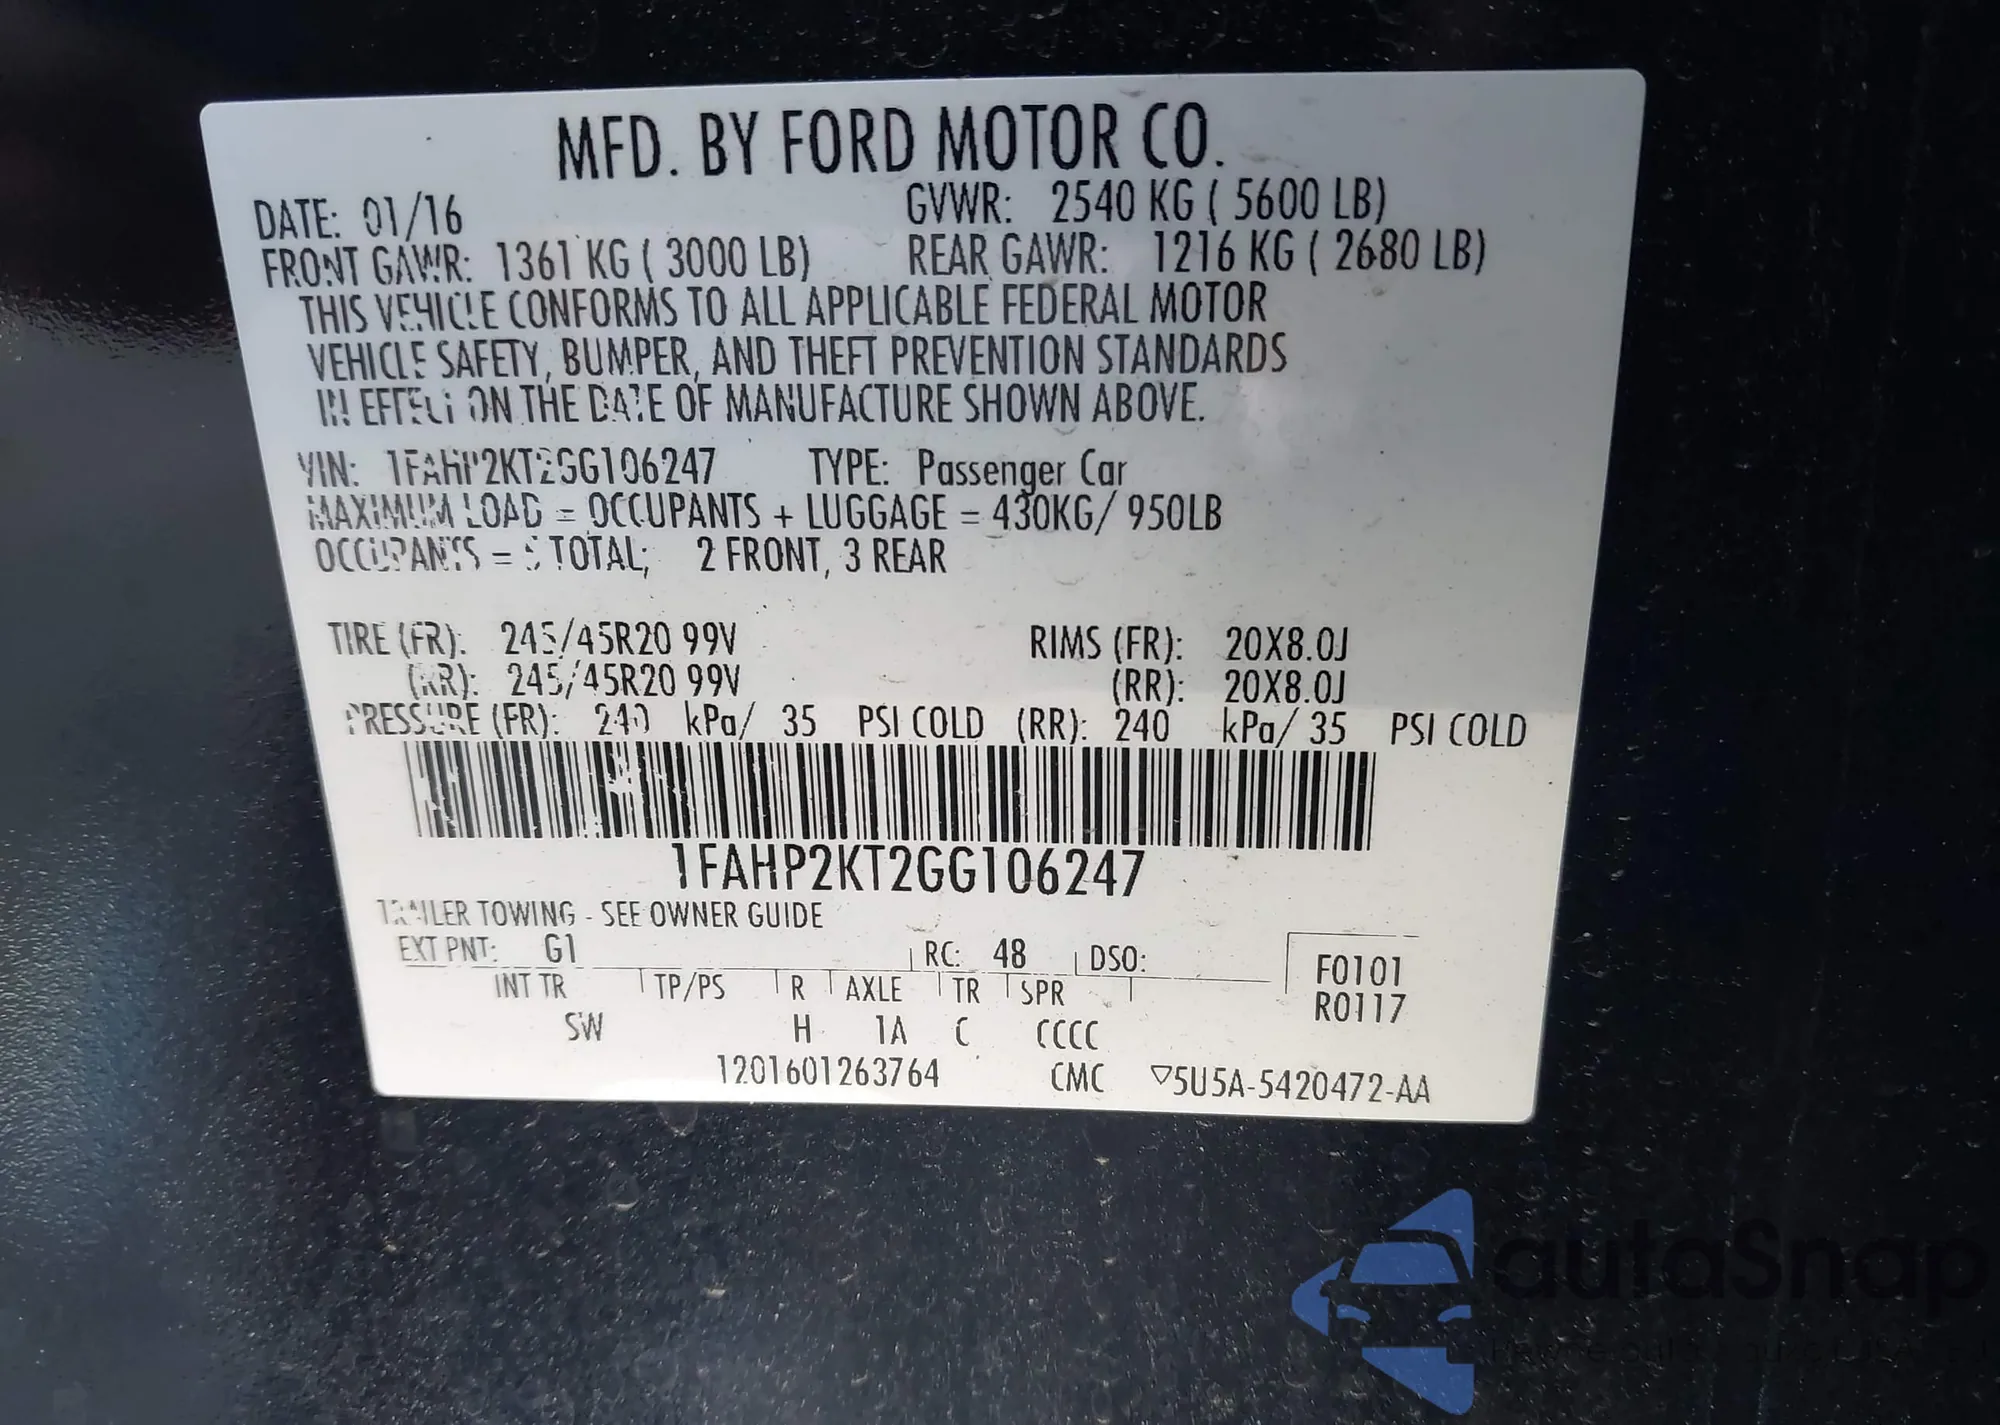 MFD. BY FORD MOTOR CO.
DATE: 01/16 GVWR: 2540 KG ( 5600 LB)
FRONT GAWR: 1361 KG ( 3000 LB) REAR GAWR: 1216 KG ( 2680 LB)
THIS VEHICLE CONFORMS TO ALL APPLICABLE FEDERAL MOTOR
VEHICLE SAFETY, BUMPER, AND THEFT PREVENTION STANDARDS
IN EFFECT ON THE DATE OF MANUFACTURE SHOWN ABOVE.
VIN: 1FAHP2KT2GG106247 TYPE: Passenger Car
MAXIMUM LOAD = OCCUPANTS + LUGGAGE = 430KG/ 950LB
OCCUPANTS = 5 TOTAL; 2 FRONT, 3 REAR
TIRE (FR): 245/45R20 99V RIMS (FR): 20X8.0J
(RR): 245/45R20 99V (RR): 20X8.0J
PRESSURE (FR): 240 kPa/ 35 PSI COLD (RR): 240 kPa/ 35 PSI COLD
1FAHP2KT2GG106247
TRAILER TOWING - SEE OWNER GUIDE
EXT PNT: G1 RC: 48 DSO: F0101
INT TR TP/PS R AXLE TR SPR R0117
SW H 1A C CCCC
1201601263764 CMC ▽5U5A-5420472-AA
autoSnap